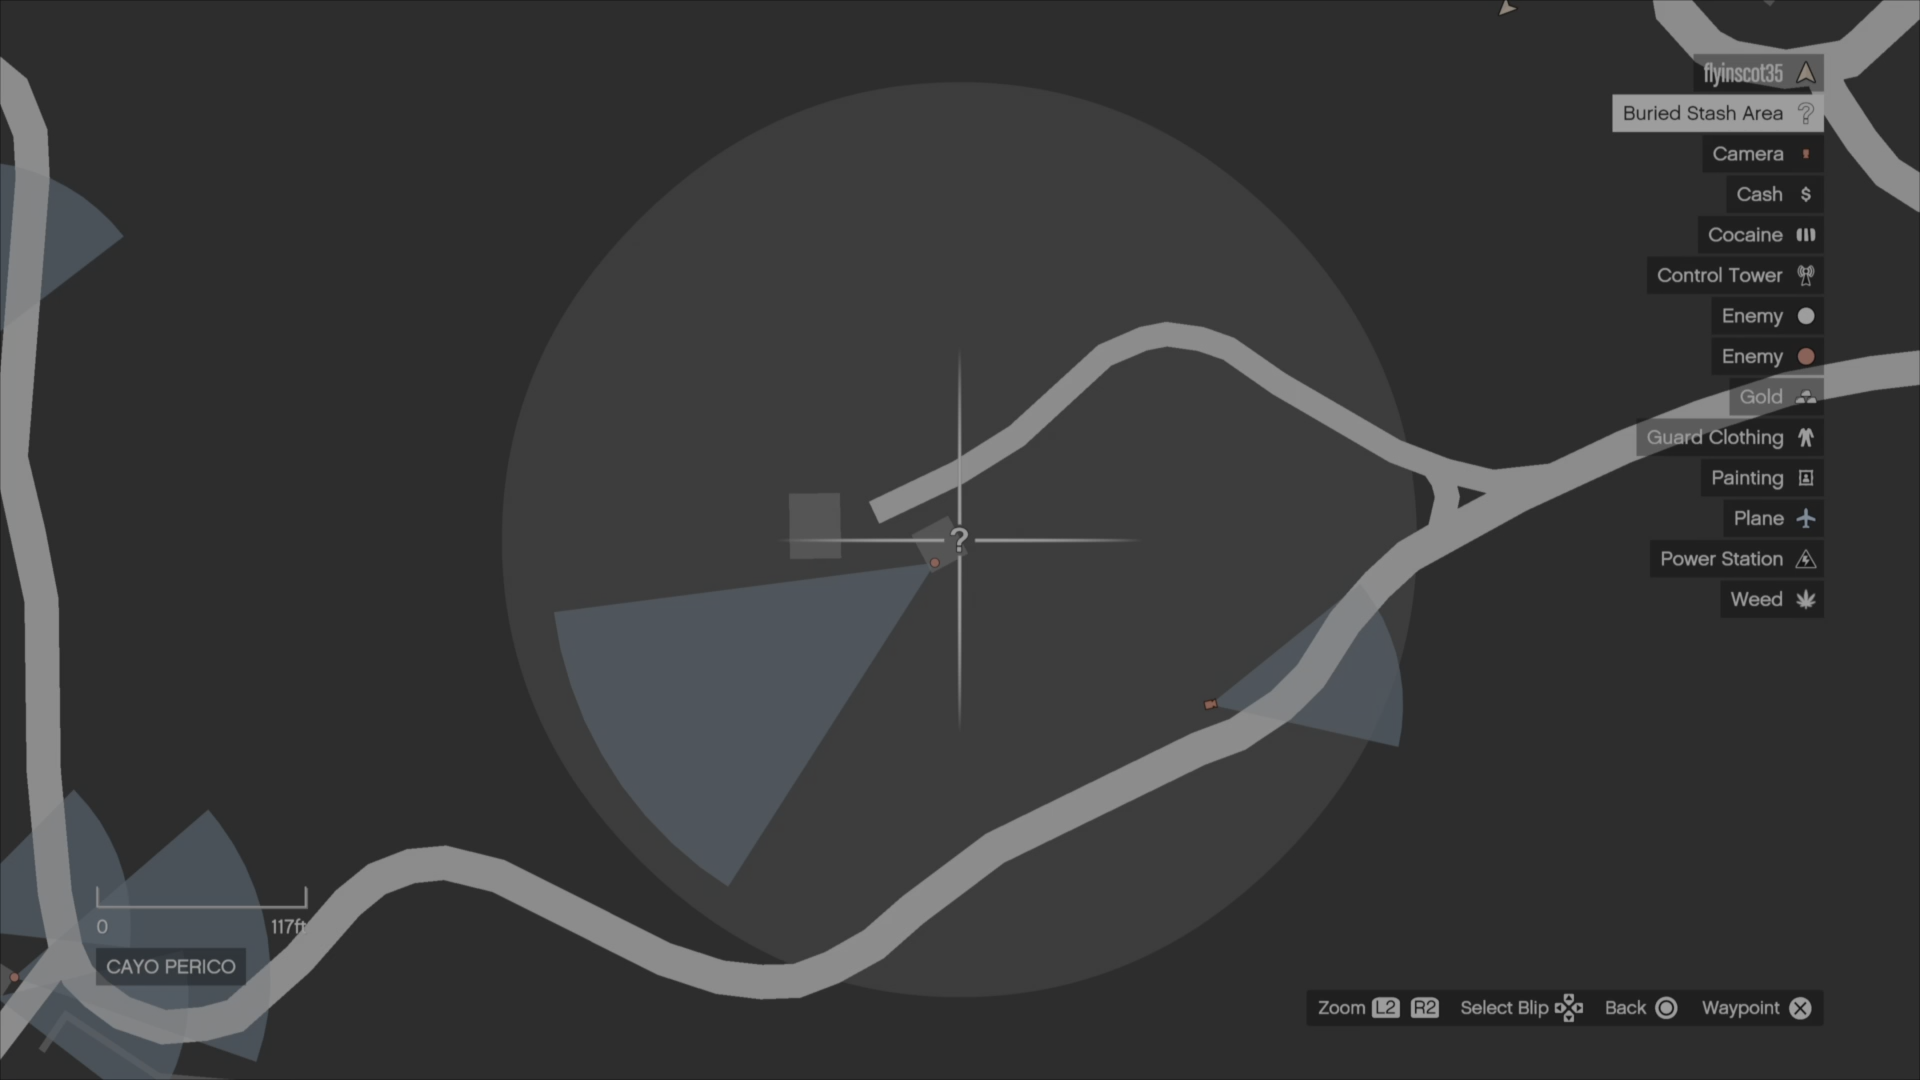 flyinscot35
Buried Stash Area ?
Camera
Cash $
Cocaine
Control Tower
Enemy
Enemy
Gold
Guard Clothing
Painting
Plane
Power Station
Weed
?
0 117ft
CAYO PERICO
Zoom L2 R2 Select Blip Back Waypoint